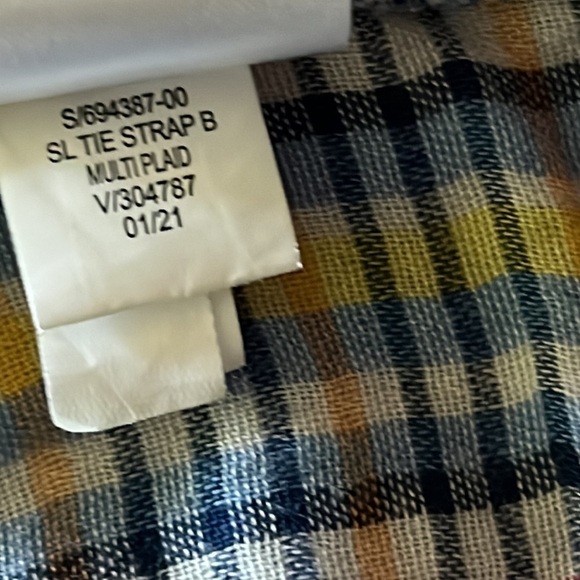 S/694387-00
SL TIE STRAP B
MULTI PLAID
V/304787
01/21